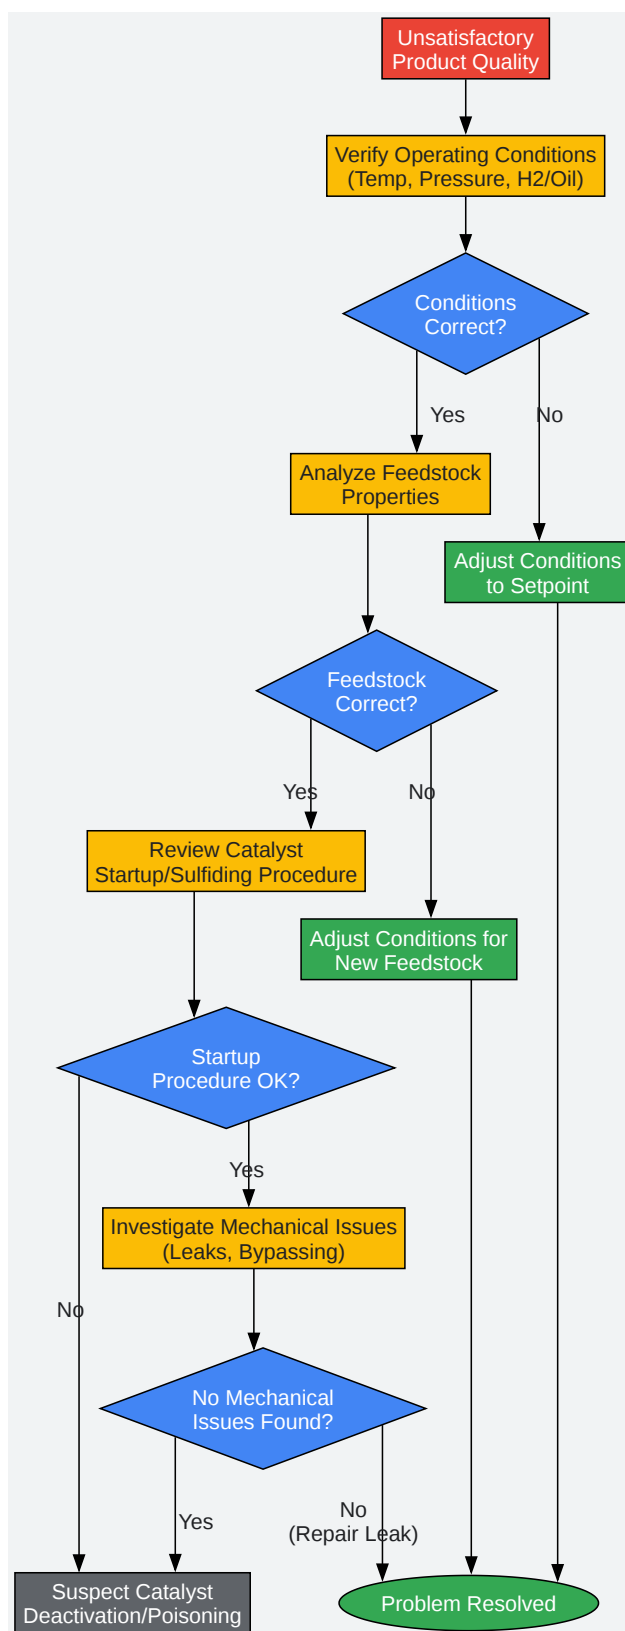 Unsatisfactory
Product Quality
Verify Operating Conditions
(Temp, Pressure, H2/Oil)
Conditions
Correct?
Yes
No
Analyze Feedstock
Properties
Adjust Conditions
to Setpoint
Feedstock
Correct?
Yes
No
Review Catalyst
Startup/Sulfiding Procedure
Adjust Conditions for
New Feedstock
Startup
Procedure OK?
Yes
Investigate Mechanical Issues
(Leaks, Bypassing)
No
No Mechanical
Issues Found?
Yes
No
(Repair Leak)
Suspect Catalyst
Deactivation/Poisoning
Problem Resolved